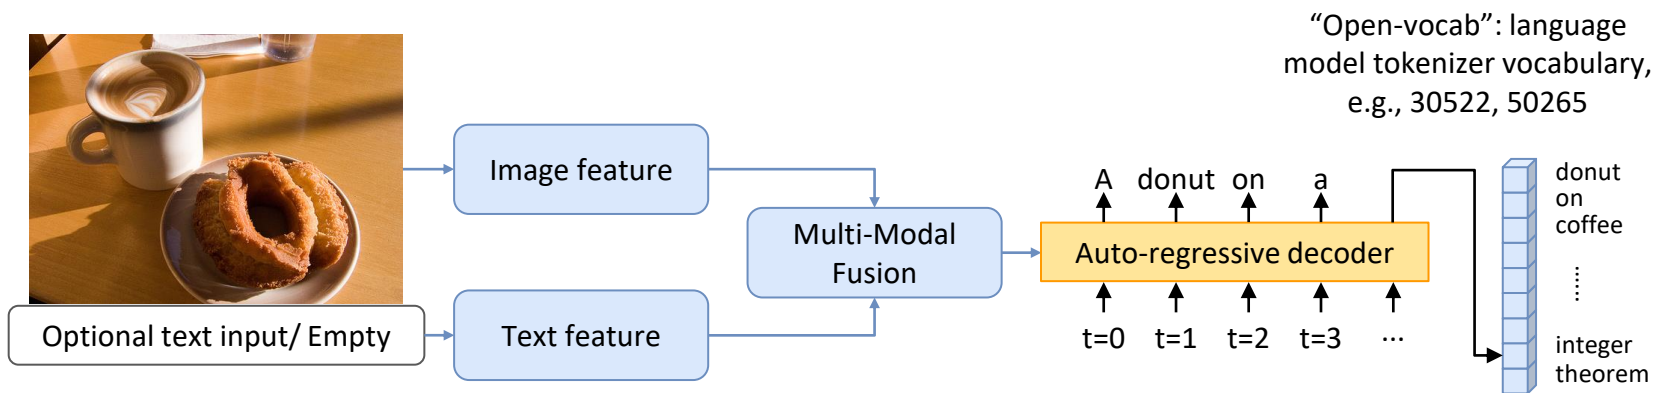 “Open-vocab”: language
model tokenizer vocabulary,
e.g., 30522, 50265
Image feature
Optional text input/ Empty
Text feature
Multi-Modal
Fusion
A donut on a
Auto-regressive decoder
t=0 t=1 t=2 t=3 ...
donut
on
coffee
......
integer
theorem